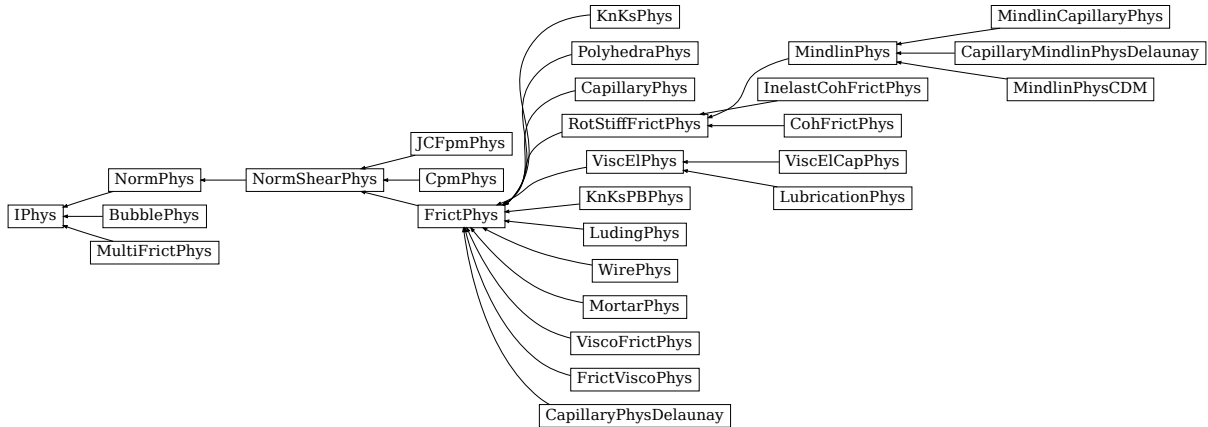 KnKsPhys
MindlinCapillaryPhys
PolyhedraPhys
MindlinPhys
CapillaryMindlinPhysDelaunay
CapillaryPhys
InelastCohFrictPhys
MindlinPhysCDM
RotStiffFrictPhys
CohFrictPhys
JCFpmPhys
ViscElPhys
ViscElCapPhys
NormPhys
NormShearPhys
CpmPhys
KnKsPBPhys
LubricationPhys
IPhys
BubblePhys
FrictPhys
LudingPhys
MultiFrictPhys
WirePhys
MortarPhys
ViscoFrictPhys
FrictViscoPhys
CapillaryPhysDelaunay